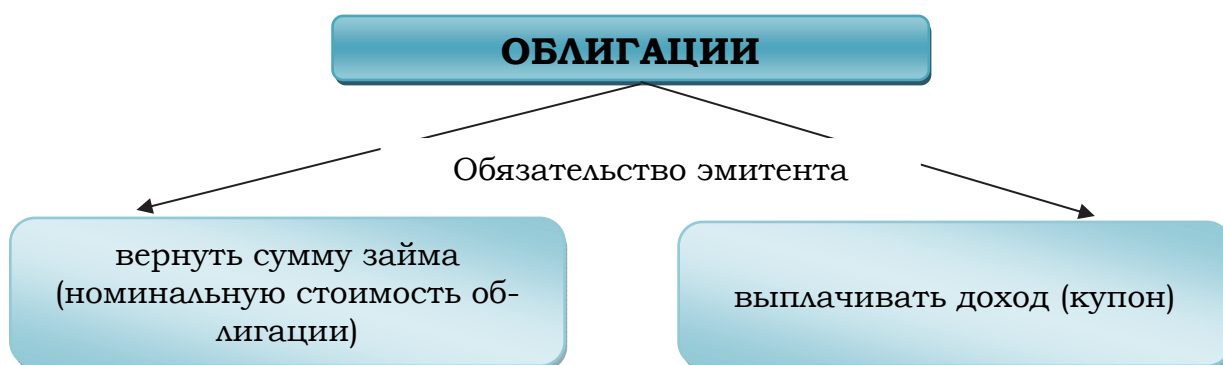 ОБЛИГАЦИИ
Обязательство эмитента
вернуть сумму займа
(номинальную стоимость об-
лигации)
выплачивать доход (купон)